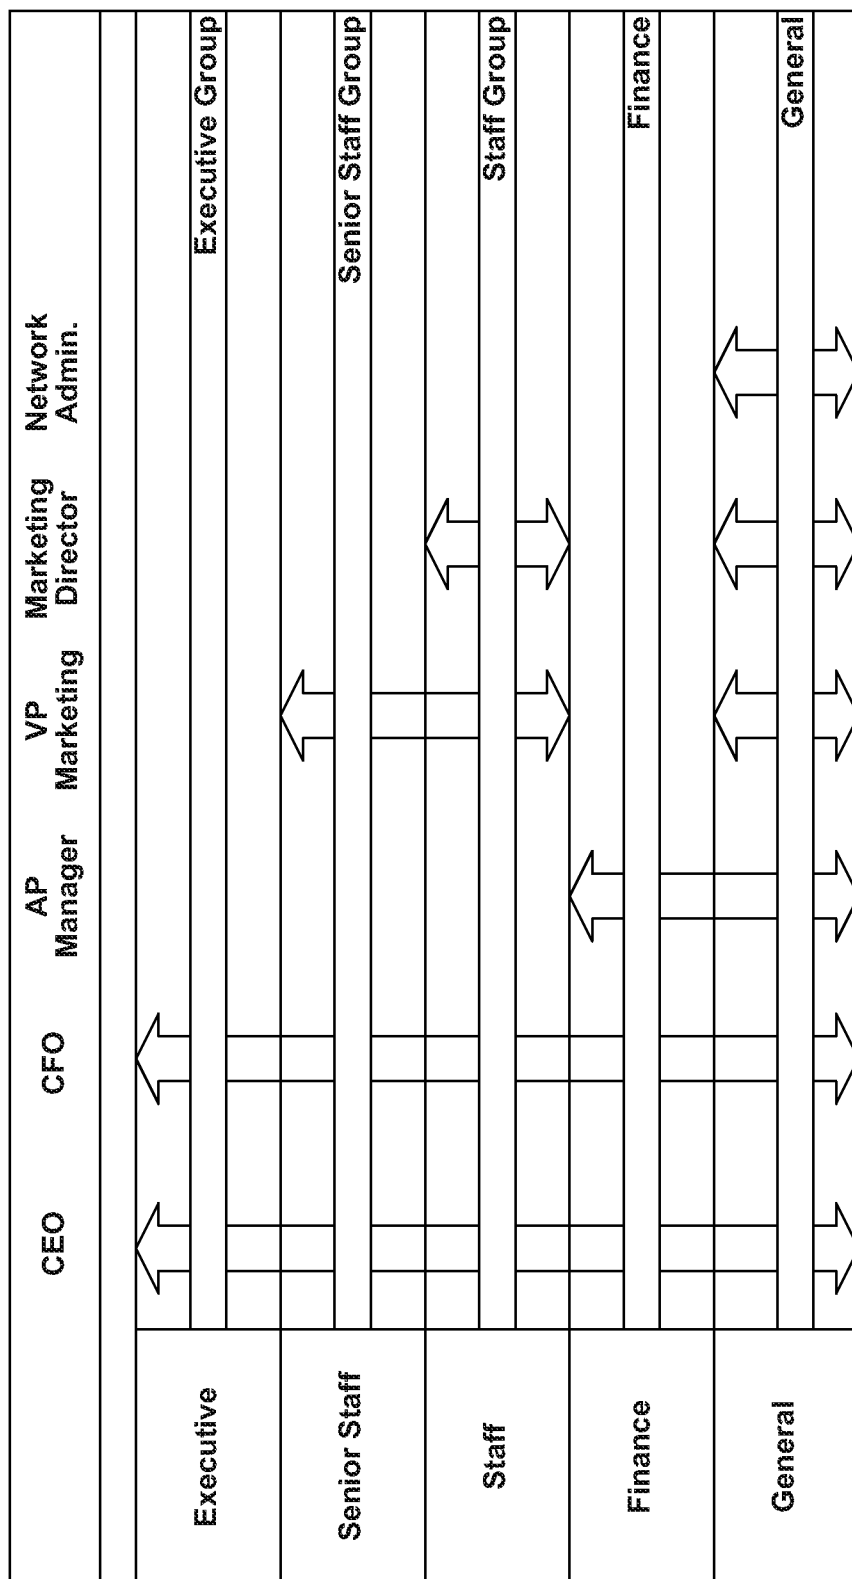 CEO
CFO
AP
Manager
VP
Marketing
Marketing
Director
Network
Admin.
Executive
Executive Group
Senior Staff
Senior Staff Group
Staff
Staff Group
Finance
Finance
General
General